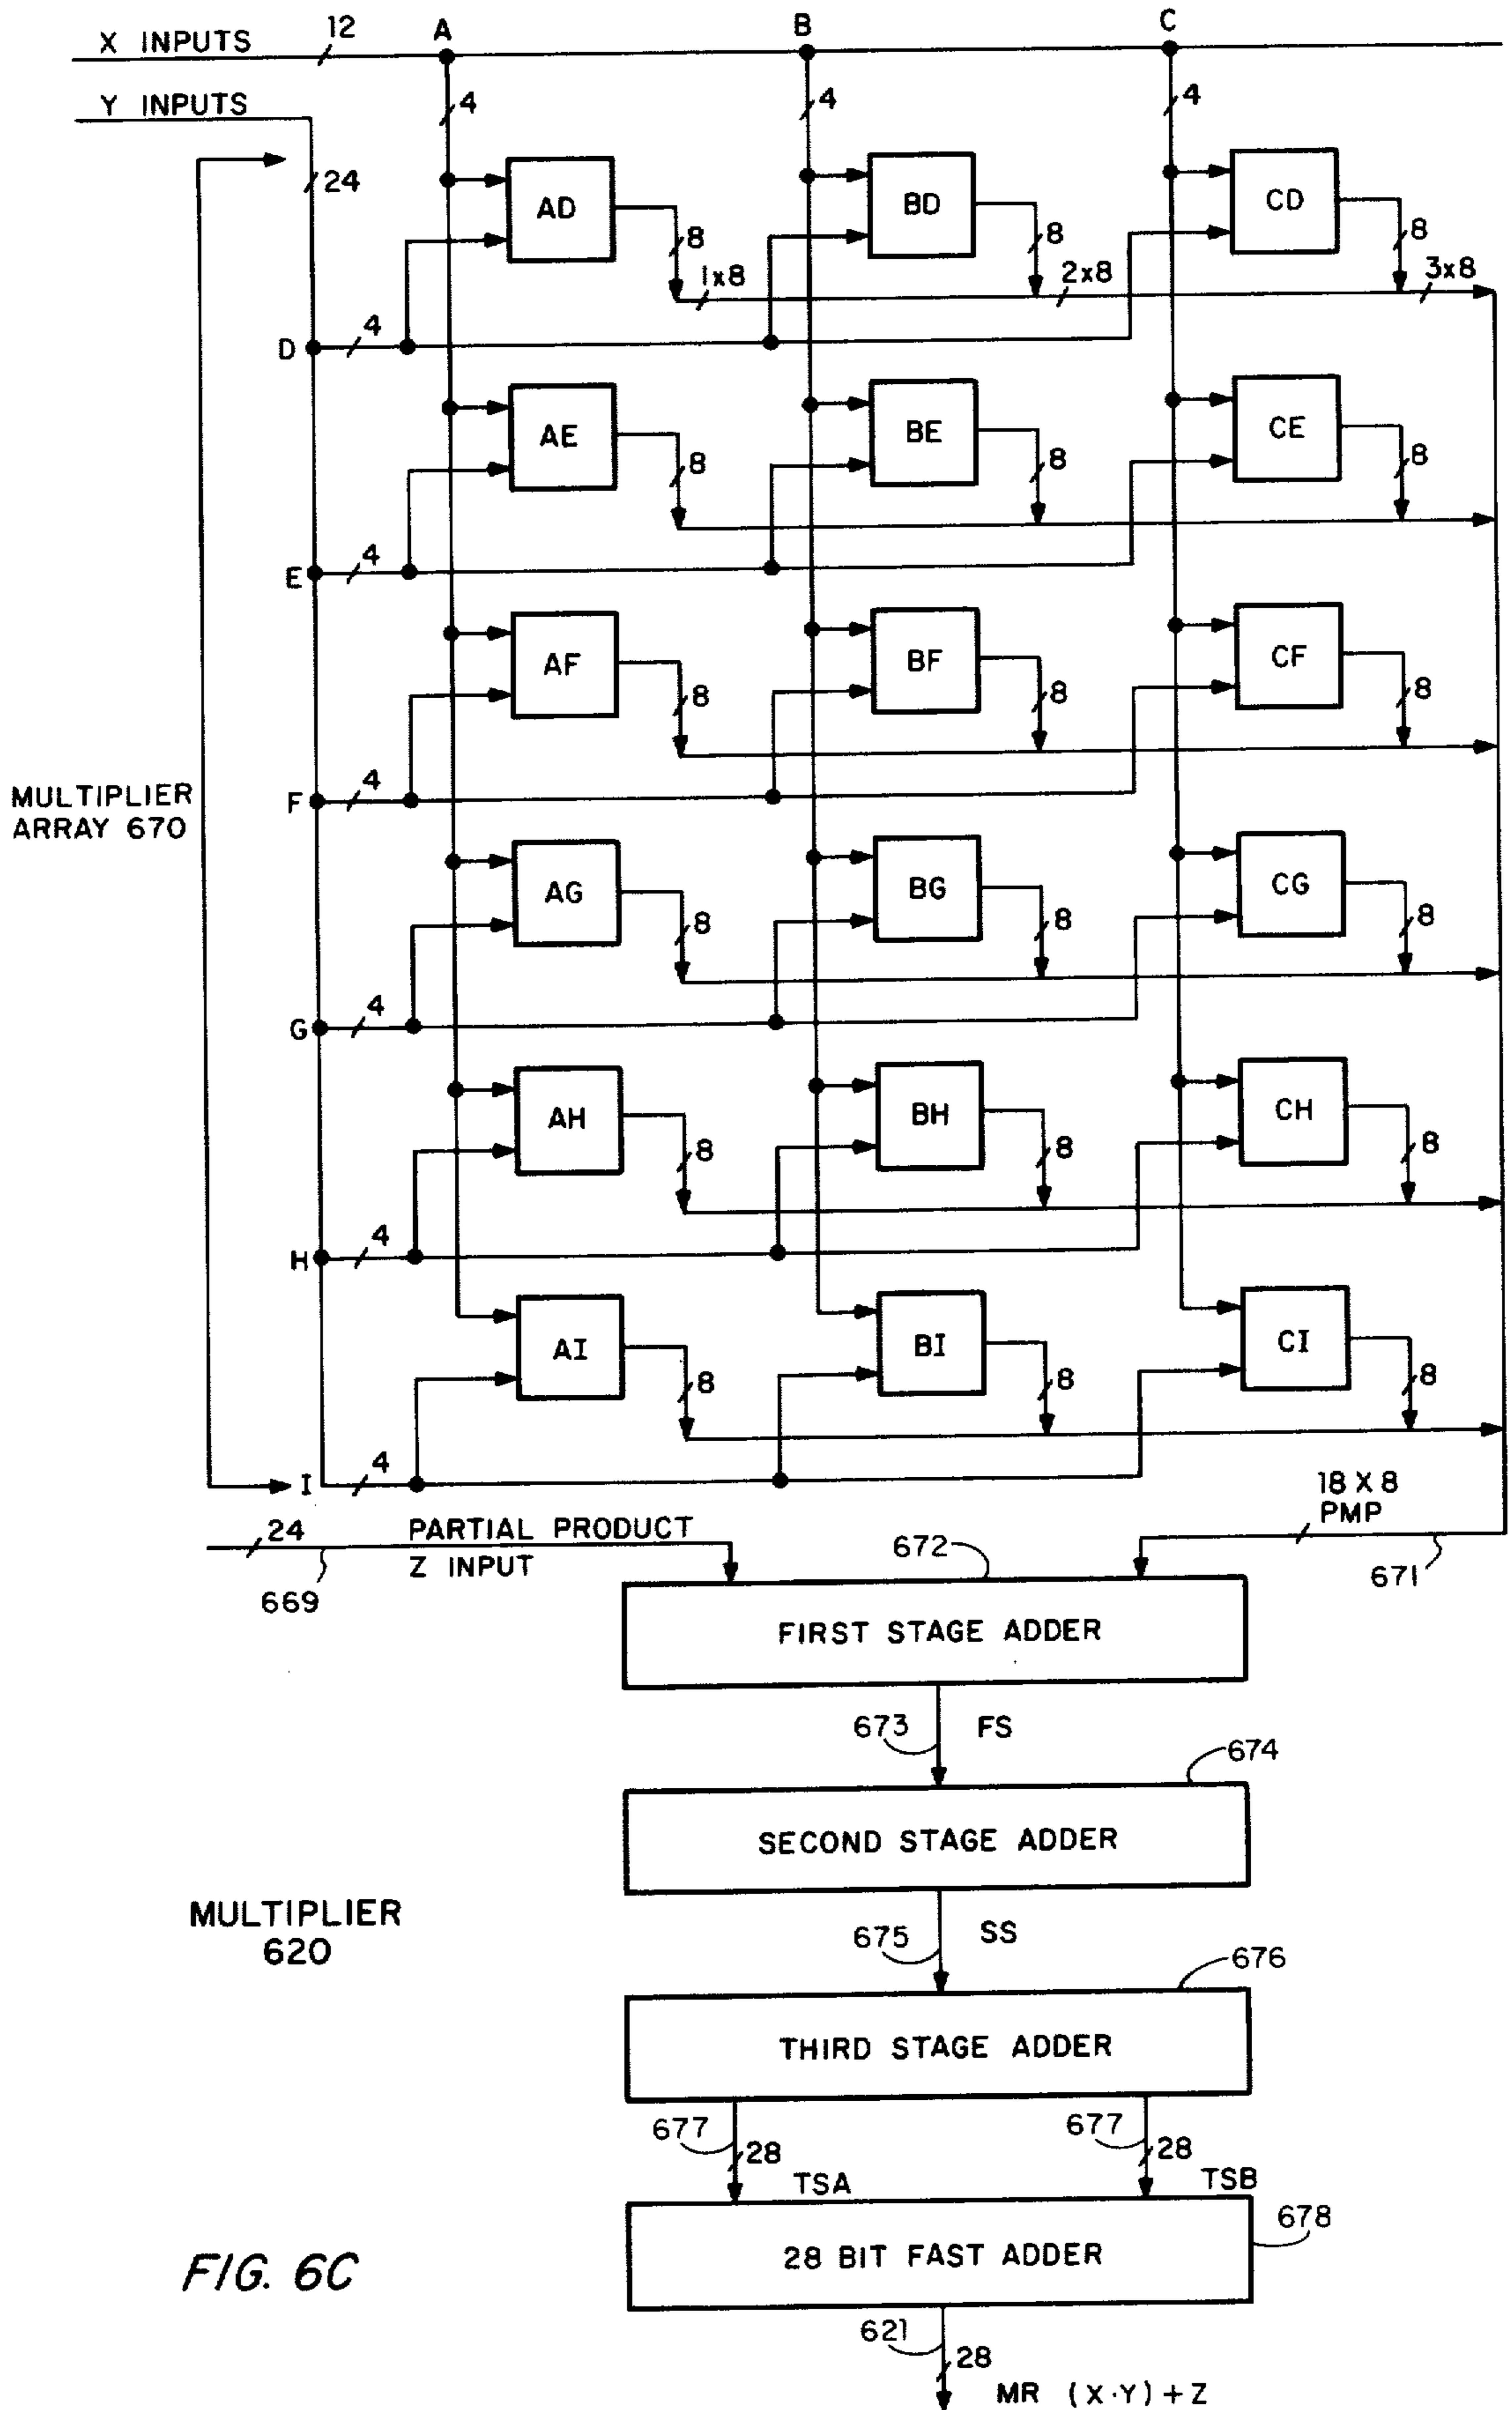 X INPUTS 12 A B C
4 4 4
Y INPUTS
24
AD BD CD
8 8 8
1x8 2x8 3x8
D 4
AE BE CE
8 8 8
E 4
AF BF CF
8 8 8
MULTIPLIER
ARRAY 670
F 4
AG BG CG
8 8 8
G 4
AH BH CH
8 8 8
H 4
AI BI CI
8 8 8
I 4
24 PARTIAL PRODUCT
Z INPUT
669
18 X 8
PMP
671
672
FIRST STAGE ADDER
673 FS
674
SECOND STAGE ADDER
MULTIPLIER
620
675 SS
676
THIRD STAGE ADDER
677 28 677 28
TSA TSB
678
28 BIT FAST ADDER
FIG. 6C
621
28
MR (X·Y)+Z